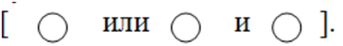 [ ○ или ○ и ○ ].